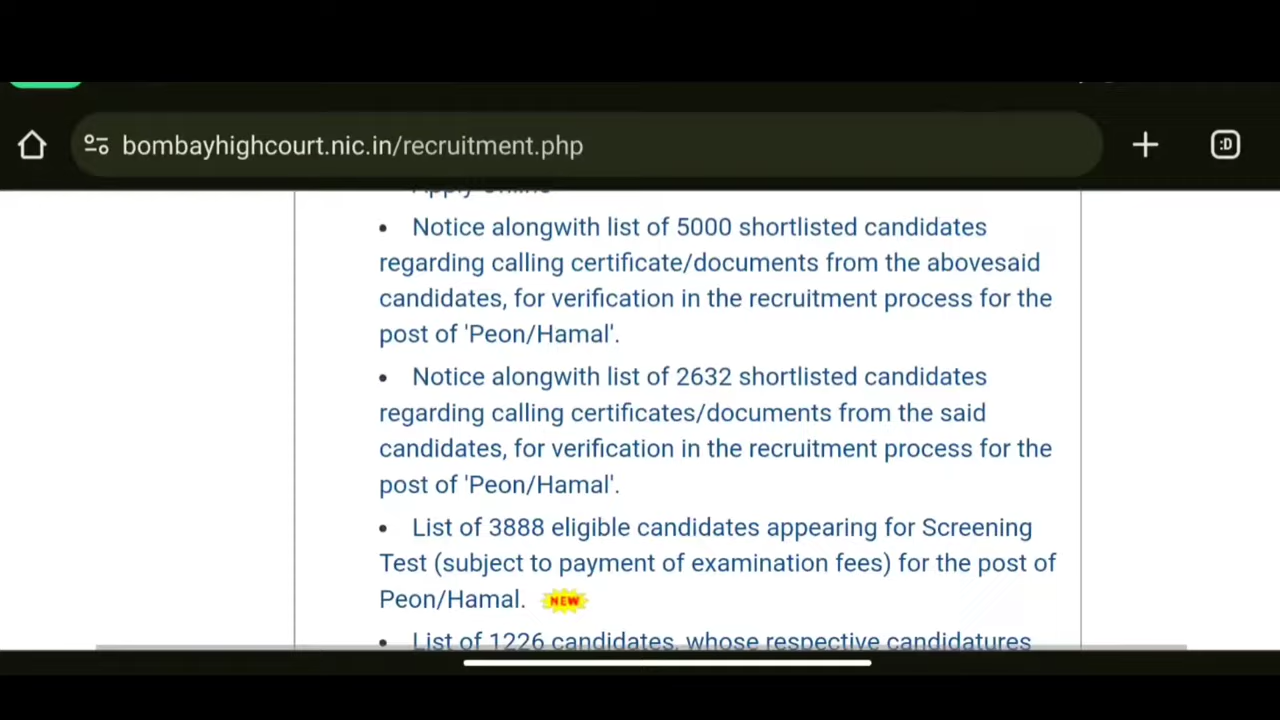 :D
bombayhighcourt.nic.in/recruitment.php
Apply Online
• Notice alongwith list of 5000 shortlisted candidates
regarding calling certificate/documents from the abovesaid
candidates, for verification in the recruitment process for the
post of 'Peon/Hamal'.
• Notice alongwith list of 2632 shortlisted candidates
regarding calling certificates/documents from the said
candidates, for verification in the recruitment process for the
post of 'Peon/Hamal'.
• List of 3888 eligible candidates appearing for Screening
Test (subject to payment of examination fees) for the post of
Peon/Hamal. NEW
• List of 1226 candidates, whose respective candidatures